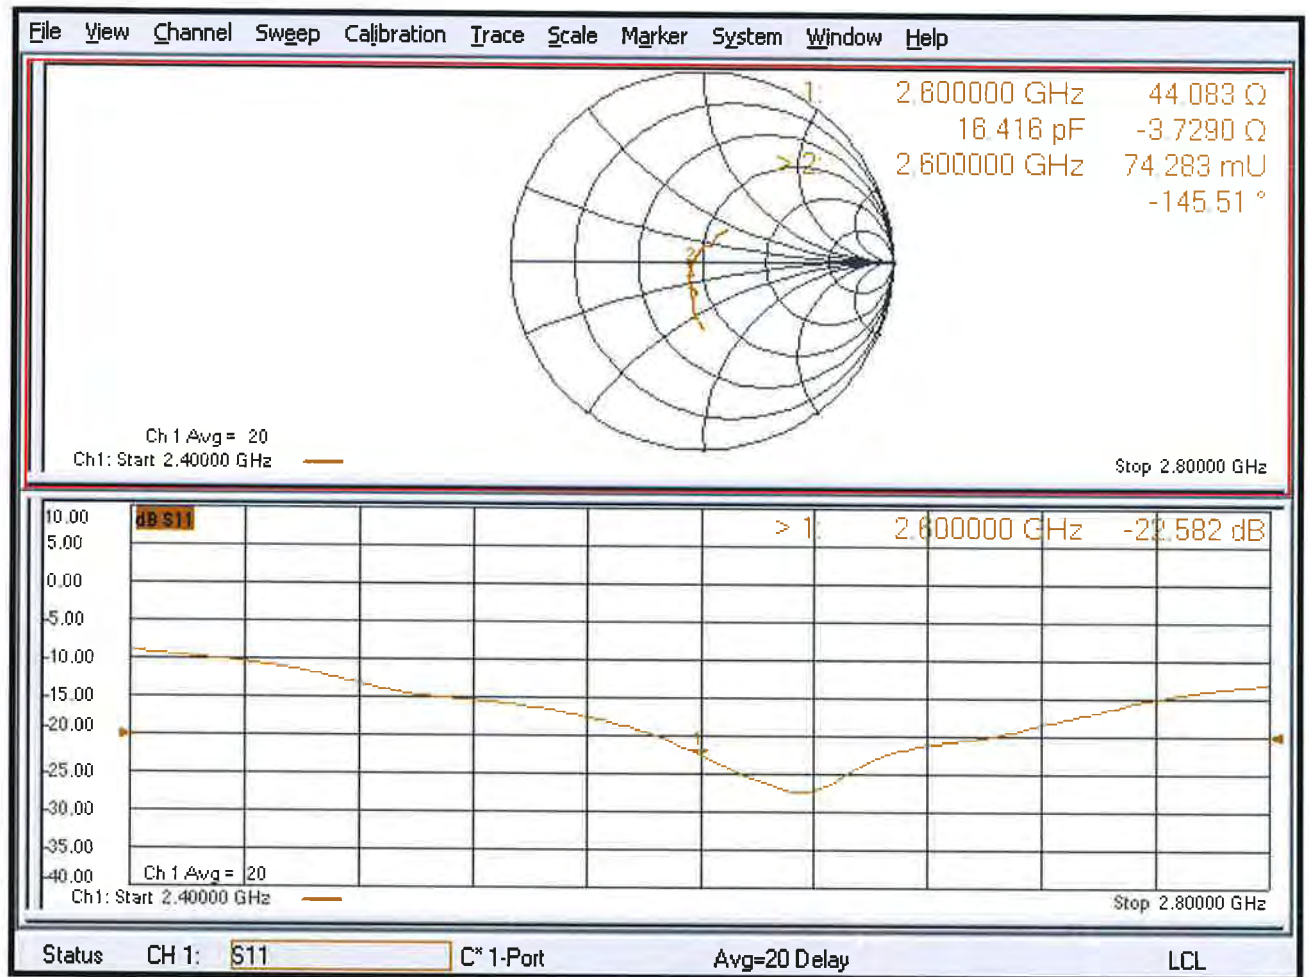 File View Channel Sweep Calibration Trace Scale Marker System Window Help
1: 2.600000 GHz 44.083 Ω
16.416 pF -3.7290 Ω
> 2: 2.600000 GHz 74.283 mU
-145.51 °
2
Ch 1 Avg = 20
Ch1: Start 2.40000 GHz Stop 2.80000 GHz
10.00 dB S11 > 1: 2.600000 GHz -22.582 dB
5.00
0.00
-5.00
-10.00
-15.00
-20.00
1
-25.00
-30.00
-35.00
-40.00 Ch 1 Avg = 20
Ch1: Start 2.40000 GHz Stop 2.80000 GHz
Status CH 1: S11 C* 1-Port Avg=20 Delay LCL